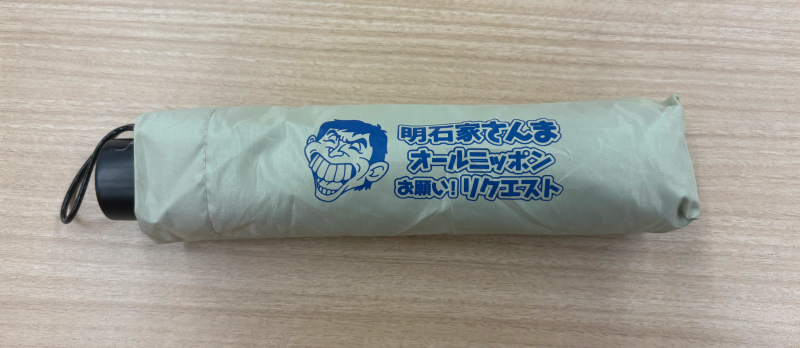 明石家さんま
オールニッポン
お願い!リクエスト